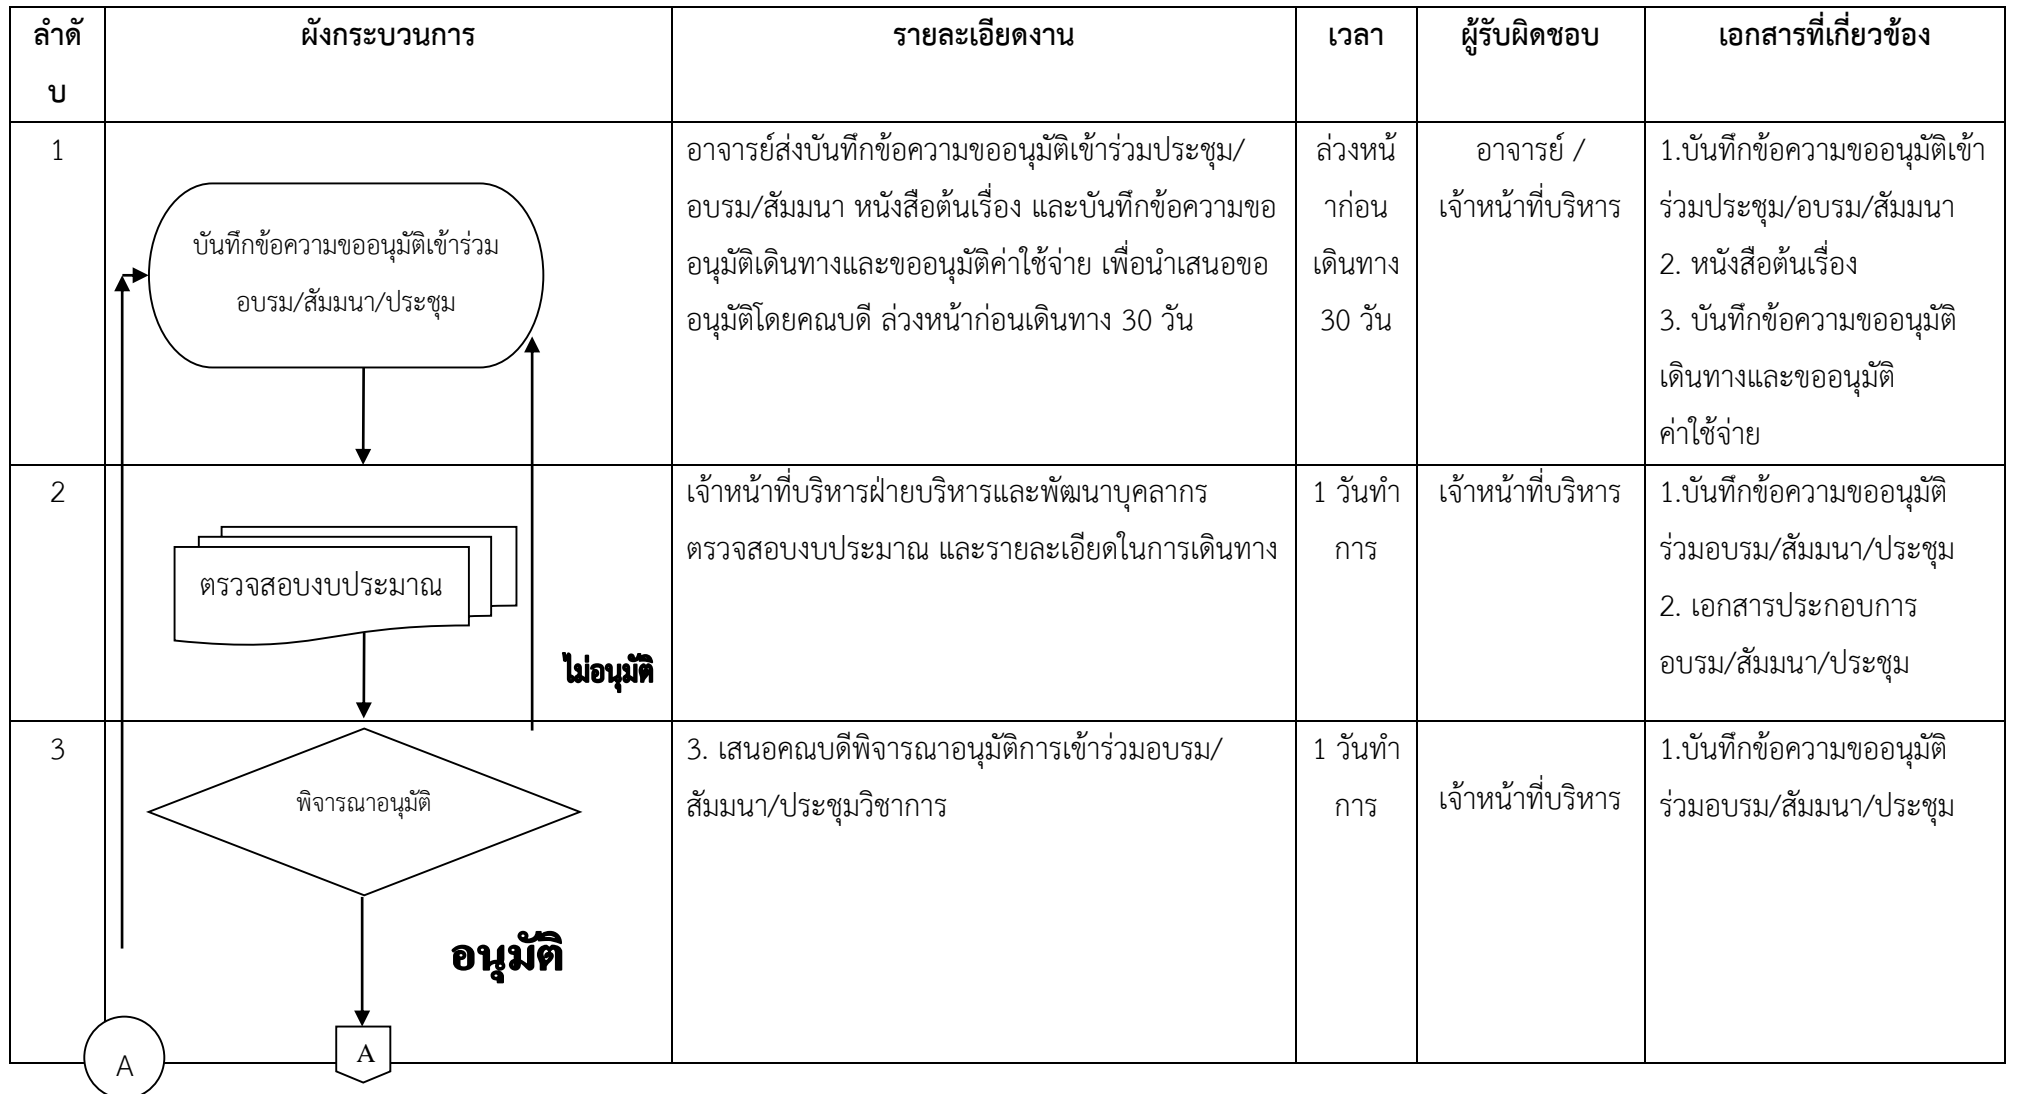 ลำดั
บ
ผังกระบวนการ
รายละเอียดงาน
เวลา
ผู้รับผิดชอบ
เอกสารที่เกี่ยวข้อง
1
บันทึกข้อความขออนุมัติเข้าร่วม
อบรม/สัมมนา/ประชุม
อาจารย์ส่งบันทึกข้อความขออนุมัติเข้าร่วมประชุม/
อบรม/สัมมนา หนังสือต้นเรื่อง และบันทึกข้อความขอ
อนุมัติเดินทางและขออนุมัติค่าใช้จ่าย เพื่อนำเสนอขอ
อนุมัติโดยคณบดี ล่วงหน้าก่อนเดินทาง 30 วัน
ล่วงหน้
าก่อน
เดินทาง
30 วัน
อาจารย์ /
เจ้าหน้าที่บริหาร
1.บันทึกข้อความขออนุมัติเข้า
ร่วมประชุม/อบรม/สัมมนา
2. หนังสือต้นเรื่อง
3. บันทึกข้อความขออนุมัติ
เดินทางและขออนุมัติ
ค่าใช้จ่าย
2
ตรวจสอบงบประมาณ
ไม่อนุมัติ
เจ้าหน้าที่บริหารฝ่ายบริหารและพัฒนาบุคลากร
ตรวจสอบงบประมาณ และรายละเอียดในการเดินทาง
1 วันทำ
การ
เจ้าหน้าที่บริหาร
1.บันทึกข้อความขออนุมัติ
ร่วมอบรม/สัมมนา/ประชุม
2. เอกสารประกอบการ
อบรม/สัมมนา/ประชุม
3
พิจารณาอนุมัติ
อนุมัติ
A
A
3. เสนอคณบดีพิจารณาอนุมัติการเข้าร่วมอบรม/
สัมมนา/ประชุมวิชาการ
1 วันทำ
การ
เจ้าหน้าที่บริหาร
1.บันทึกข้อความขออนุมัติ
ร่วมอบรม/สัมมนา/ประชุม